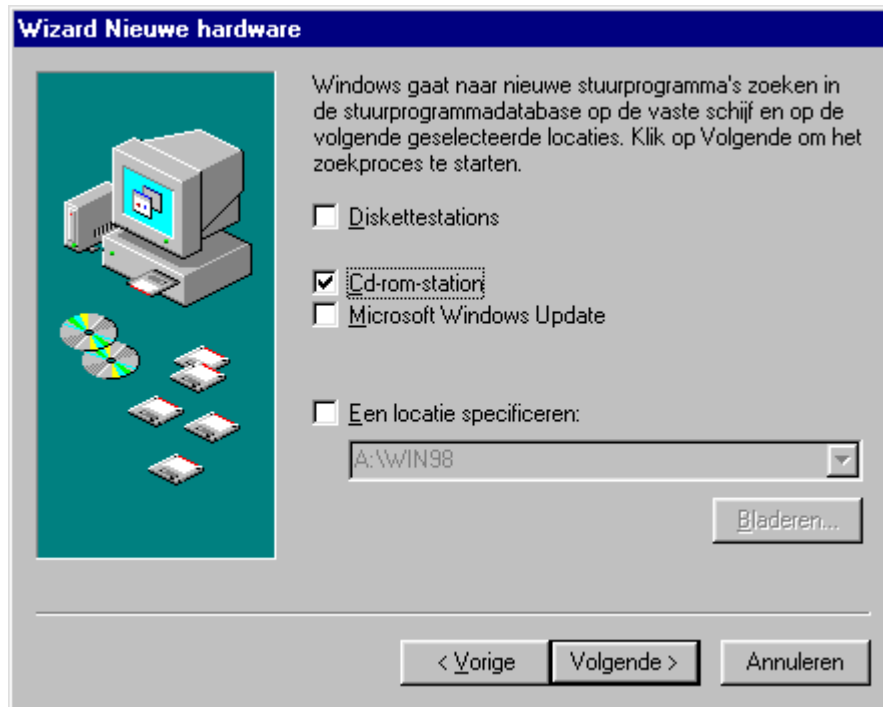 Wizard Nieuwe hardware
Windows gaat naar nieuwe stuurprogramma's zoeken in
de stuurprogrammadatabase op de vaste schijf en op de
volgende geselecteerde locaties. Klik op Volgende om het
zoekproces te starten.
Diskettestations
Cd-rom-station
Microsoft Windows Update
Een locatie specificeren:
A:\WIN98
Bladeren...
< Vorige
Volgende >
Annuleren